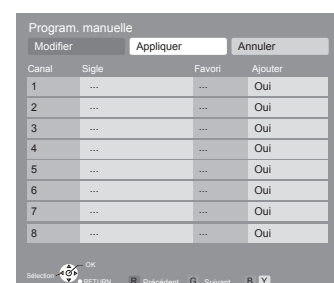 Program. manuelle
Modifier Appliquer Annuler
Canal Sigle Favori Ajouter
1 ... ... Oui
2 ... ... Oui
3 ... ... Oui
4 ... ... Oui
5 ... ... Oui
6 ... ... Oui
7 ... ... Oui
8 ... ... Oui
OK
Sélection
RETURN R Précédent G Suivant B Y